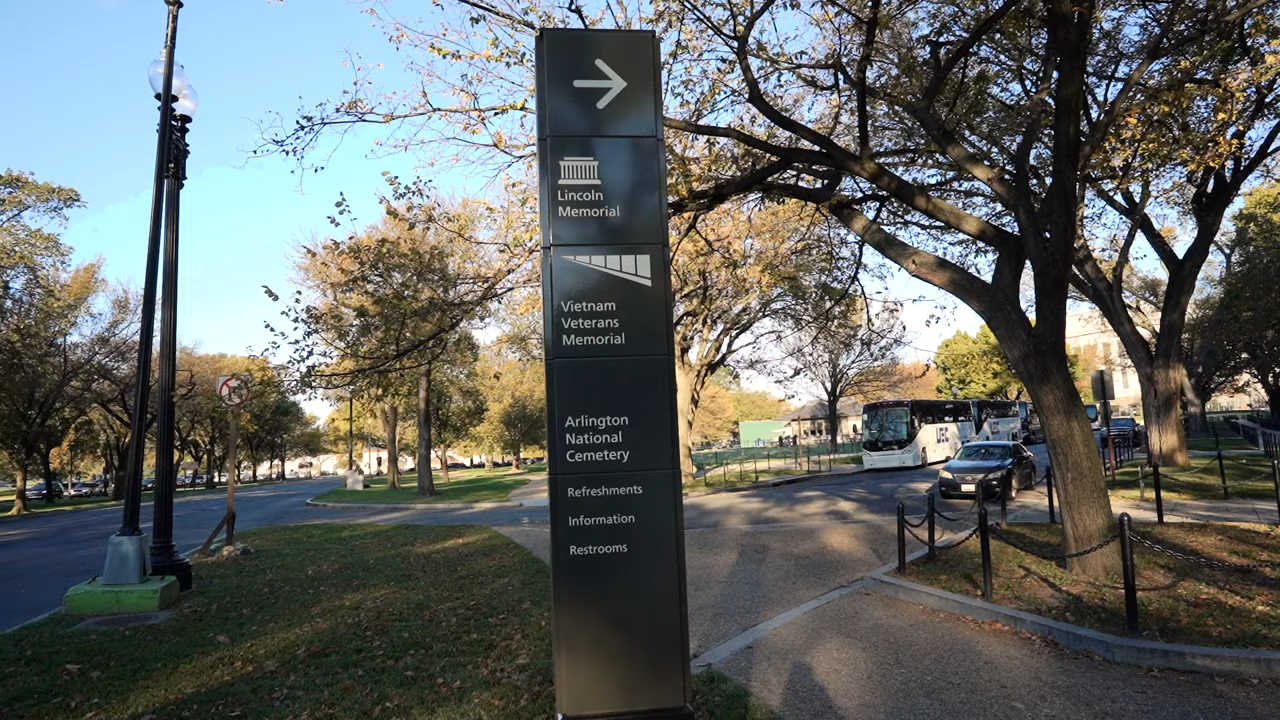 Lincoln
Memorial
Vietnam
Veterans
Memorial
Arlington
National
Cemetery
Refreshments
Information
Restrooms